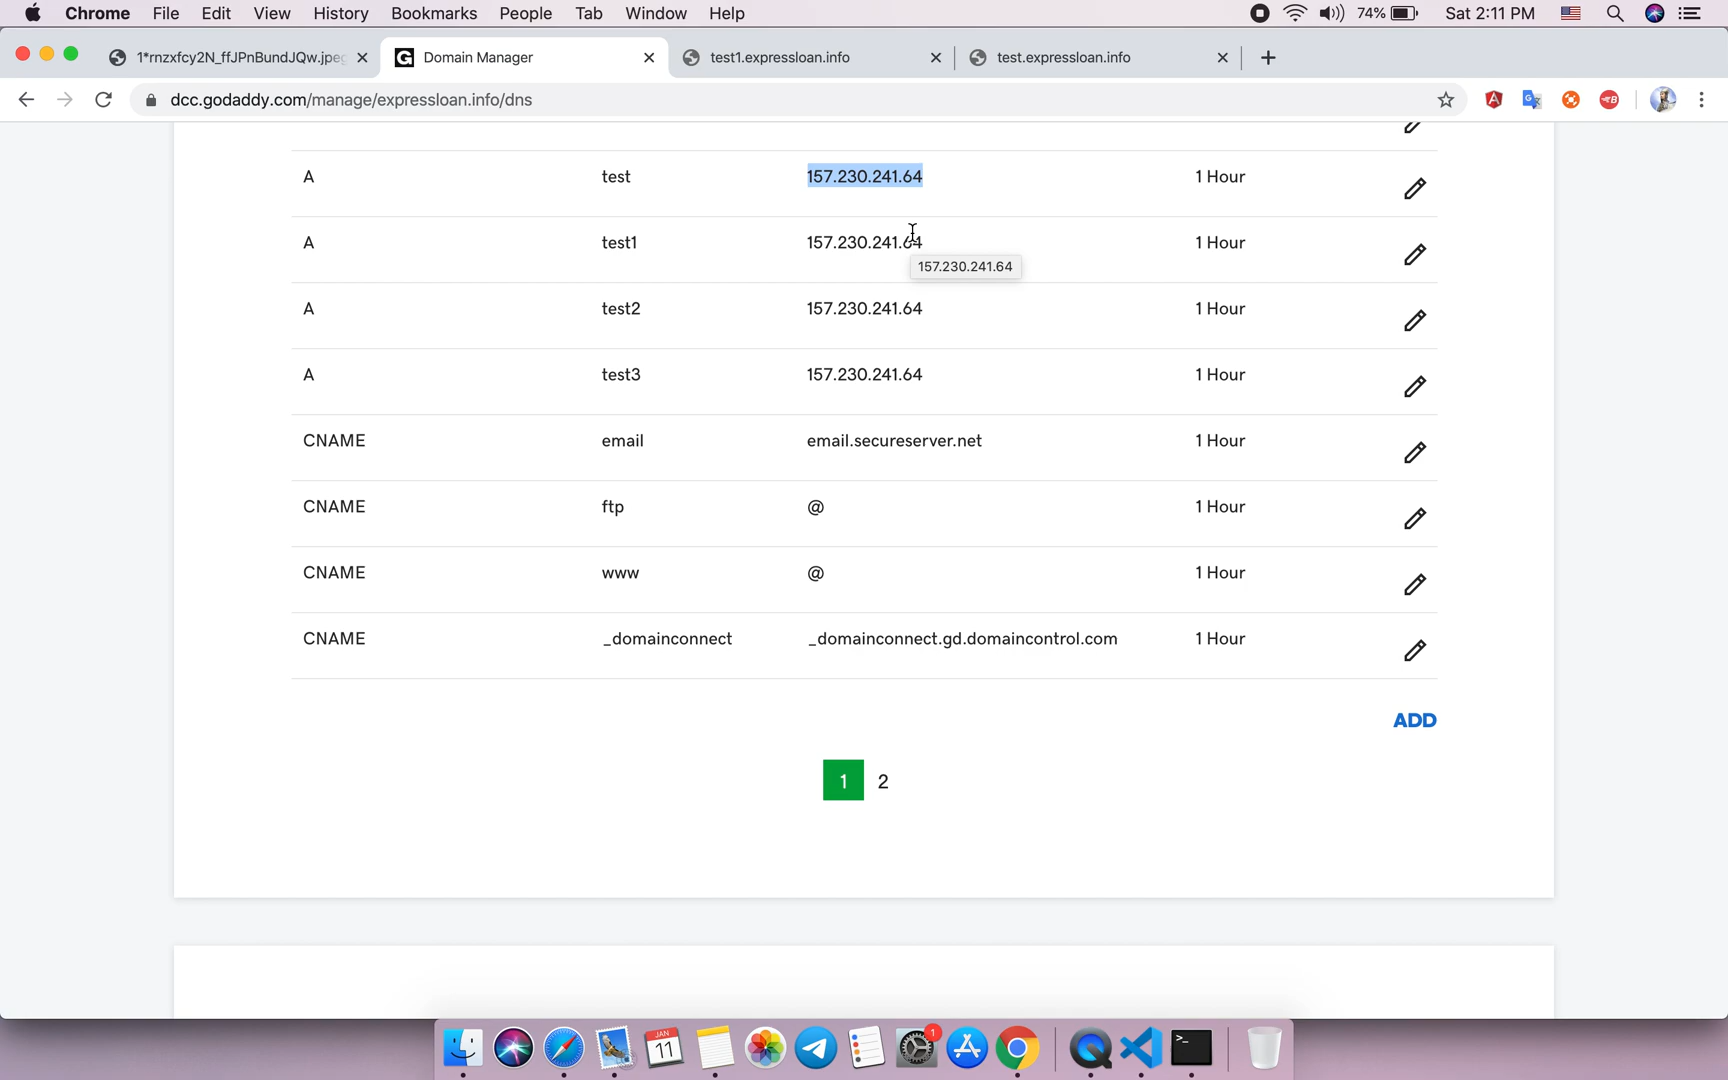 Chrome File Edit View History Bookmarks People Tab Window Help 74% Sat 2:11 PM
1*rnzxfcy2N_ffJPnBundJQw.jpeg Domain Manager test1.expressloan.info test.expressloan.info
dcc.godaddy.com/manage/expressloan.info/dns
A test 157.230.241.64 1 Hour
A test1 157.230.241.64 1 Hour
157.230.241.64
A test2 157.230.241.64 1 Hour
A test3 157.230.241.64 1 Hour
CNAME email email.secureserver.net 1 Hour
CNAME ftp @ 1 Hour
CNAME www @ 1 Hour
CNAME _domainconnect _domainconnect.gd.domaincontrol.com 1 Hour
ADD
1 2
JAN 11 1